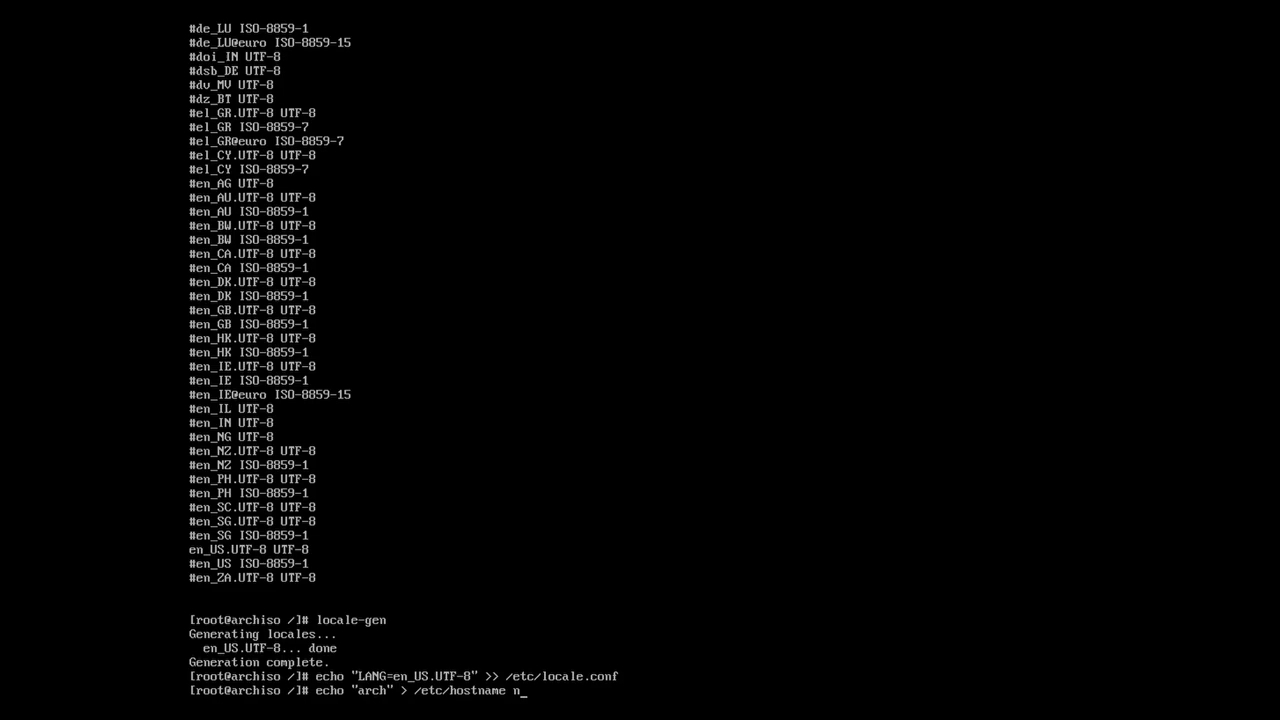 #de_LU ISO-8859-1
#de_LU@euro ISO-8859-15
#doi_IN UTF-8
#dsb_DE UTF-8
#dv_MV UTF-8
#dz_BT UTF-8
#el_GR.UTF-8 UTF-8
#el_GR ISO-8859-7
#el_GR@euro ISO-8859-7
#el_CY.UTF-8 UTF-8
#el_CY ISO-8859-7
#en_AG UTF-8
#en_AU.UTF-8 UTF-8
#en_AU ISO-8859-1
#en_BW.UTF-8 UTF-8
#en_BW ISO-8859-1
#en_CA.UTF-8 UTF-8
#en_CA ISO-8859-1
#en_DK.UTF-8 UTF-8
#en_DK ISO-8859-1
#en_GB.UTF-8 UTF-8
#en_GB ISO-8859-1
#en_HK.UTF-8 UTF-8
#en_HK ISO-8859-1
#en_IE.UTF-8 UTF-8
#en_IE ISO-8859-1
#en_IE@euro ISO-8859-15
#en_IL UTF-8
#en_IN UTF-8
#en_NG UTF-8
#en_NZ.UTF-8 UTF-8
#en_NZ ISO-8859-1
#en_PH.UTF-8 UTF-8
#en_PH ISO-8859-1
#en_SC.UTF-8 UTF-8
#en_SG.UTF-8 UTF-8
#en_SG ISO-8859-1
en_US.UTF-8 UTF-8
#en_US ISO-8859-1
#en_ZA.UTF-8 UTF-8
[root@archiso /]# locale-gen
Generating locales...
  en_US.UTF-8... done
Generation complete.
[root@archiso /]# echo "LANG=en_US.UTF-8" >> /etc/locale.conf
[root@archiso /]# echo "arch" > /etc/hostname n_